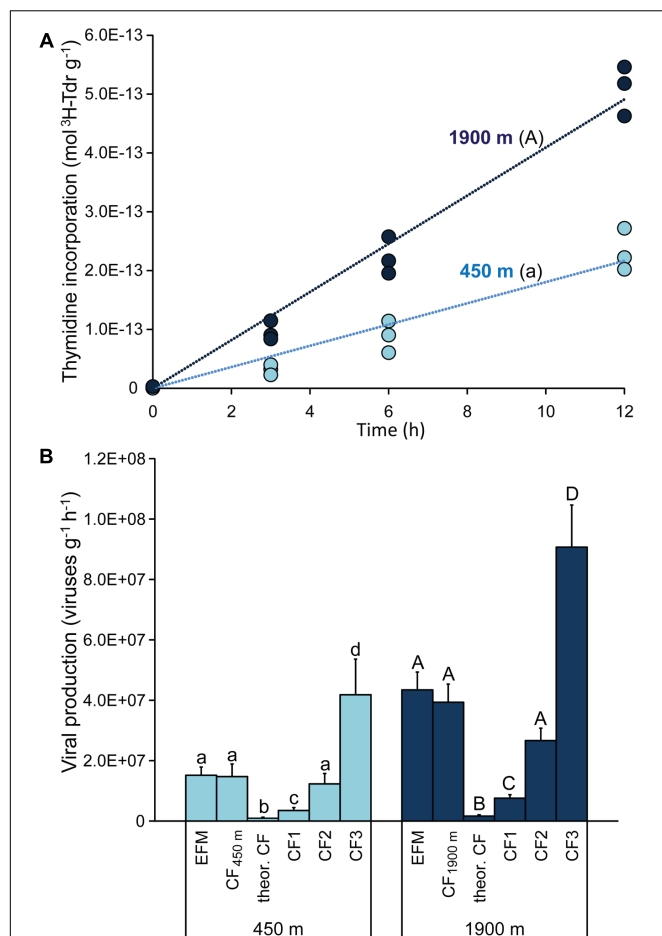 A
Thymidine incorporation (mol ³H-Tdr g⁻¹)
6.0E-13
5.0E-13
4.0E-13
3.0E-13
2.0E-13
1.0E-13
0
1900 m (A)
450 m (a)
0 2 4 6 8 10 12
Time (h)
B
Viral production (viruses g⁻¹ h⁻¹)
1.2E+08
1.0E+08
8.0E+07
6.0E+07
4.0E+07
2.0E+07
0
a a b c a d
A A B C A D
EFM
CF450 m
theor. CF
CF1
CF2
CF3
EFM
CF1900 m
theor. CF
CF1
CF2
CF3
450 m
1900 m